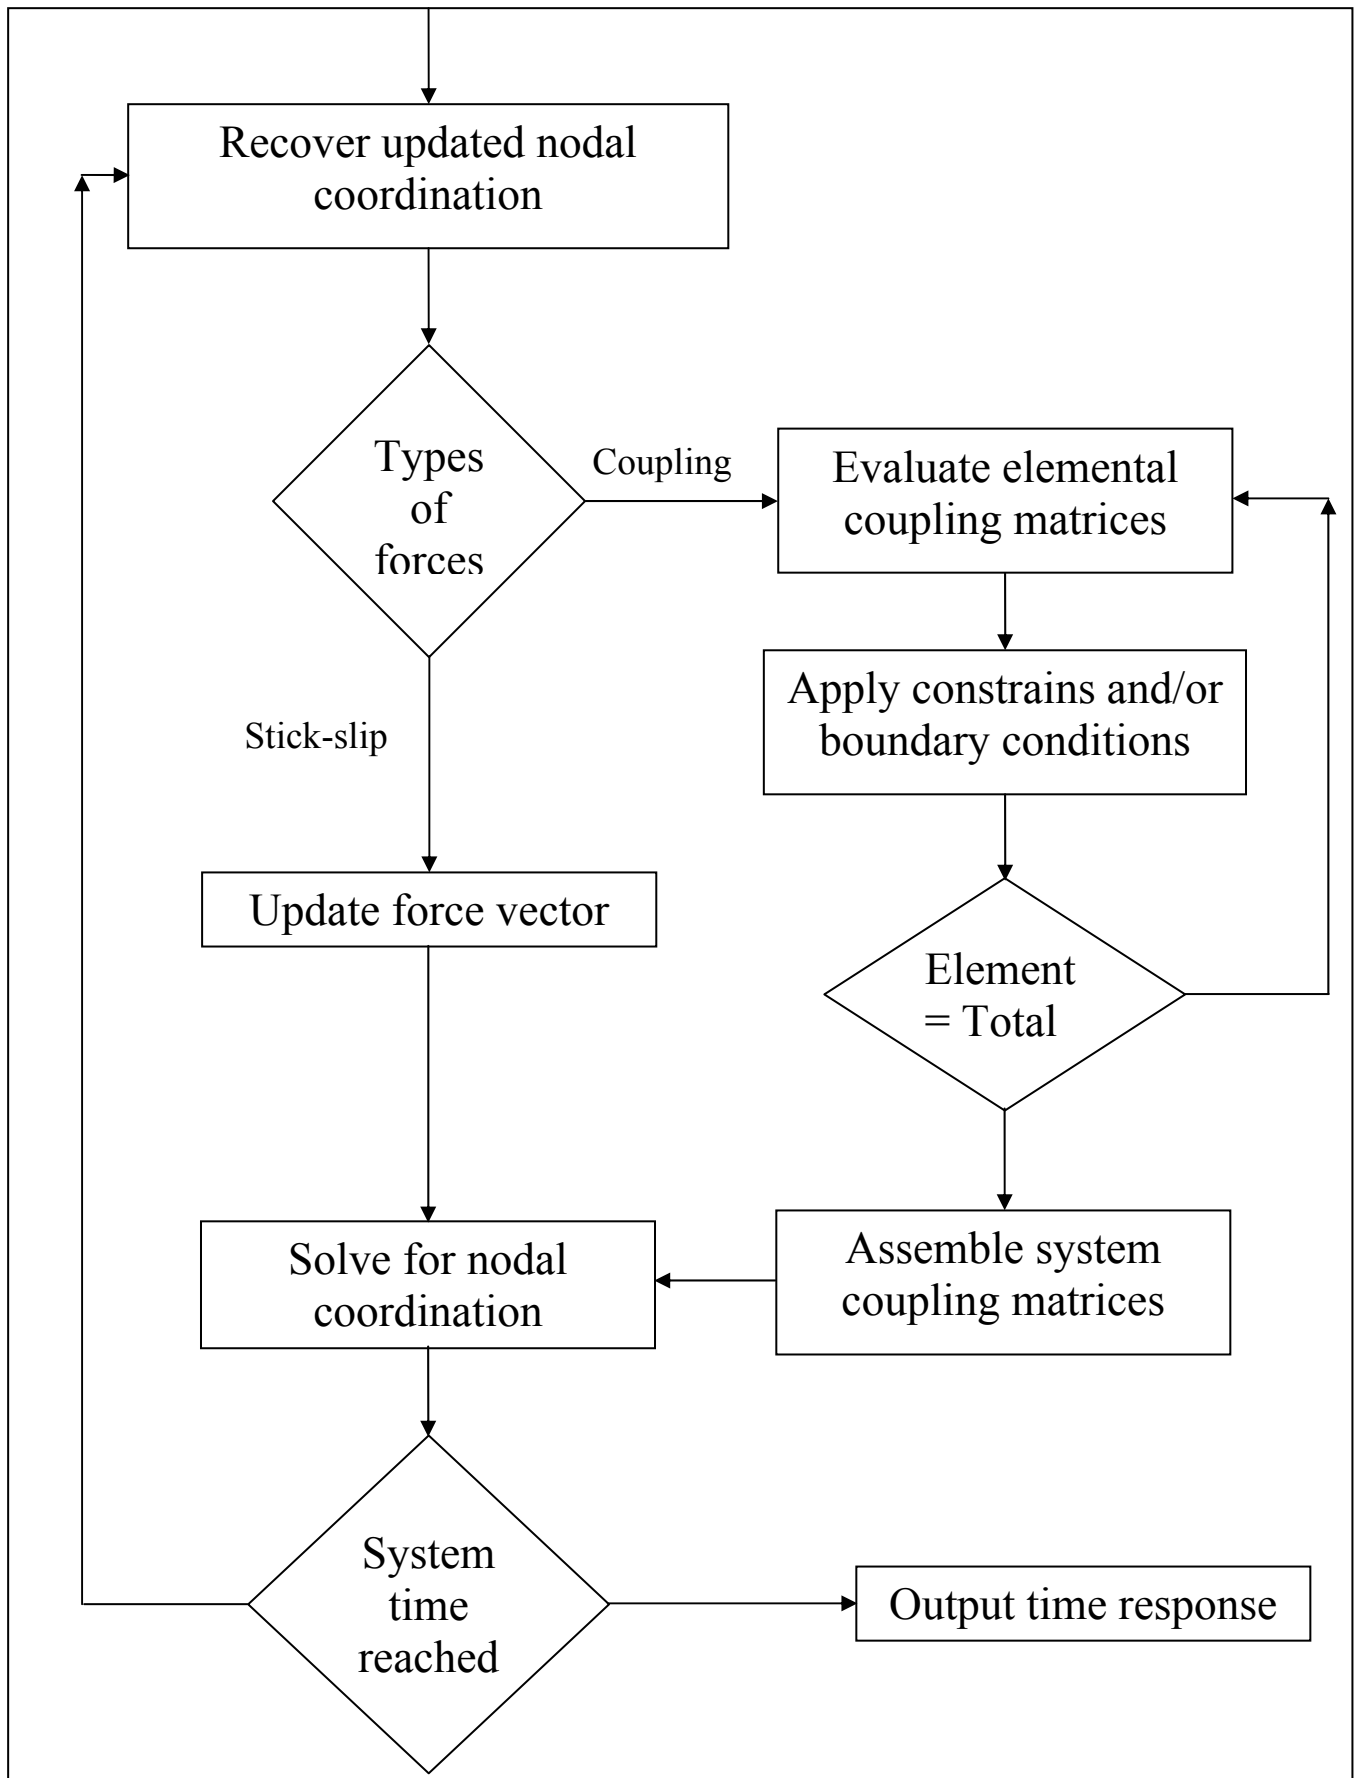 Recover updated nodal
coordination
Types
of
forces
Coupling
Evaluate elemental
coupling matrices
Apply constrains and/or
boundary conditions
Stick-slip
Update force vector
Element
= Total
Solve for nodal
coordination
Assemble system
coupling matrices
System
time
reached
Output time response